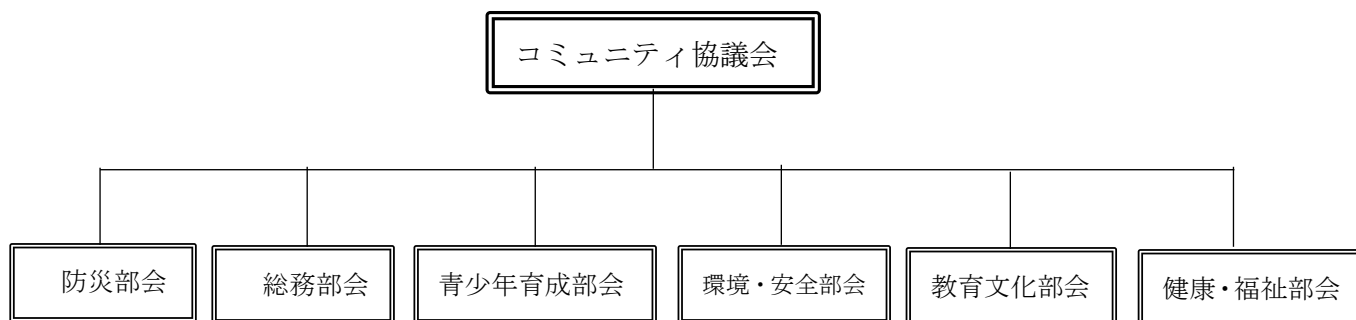 コミュニティ協議会
防災部会
総務部会
青少年育成部会
環境・安全部会
教育文化部会
健康・福祉部会